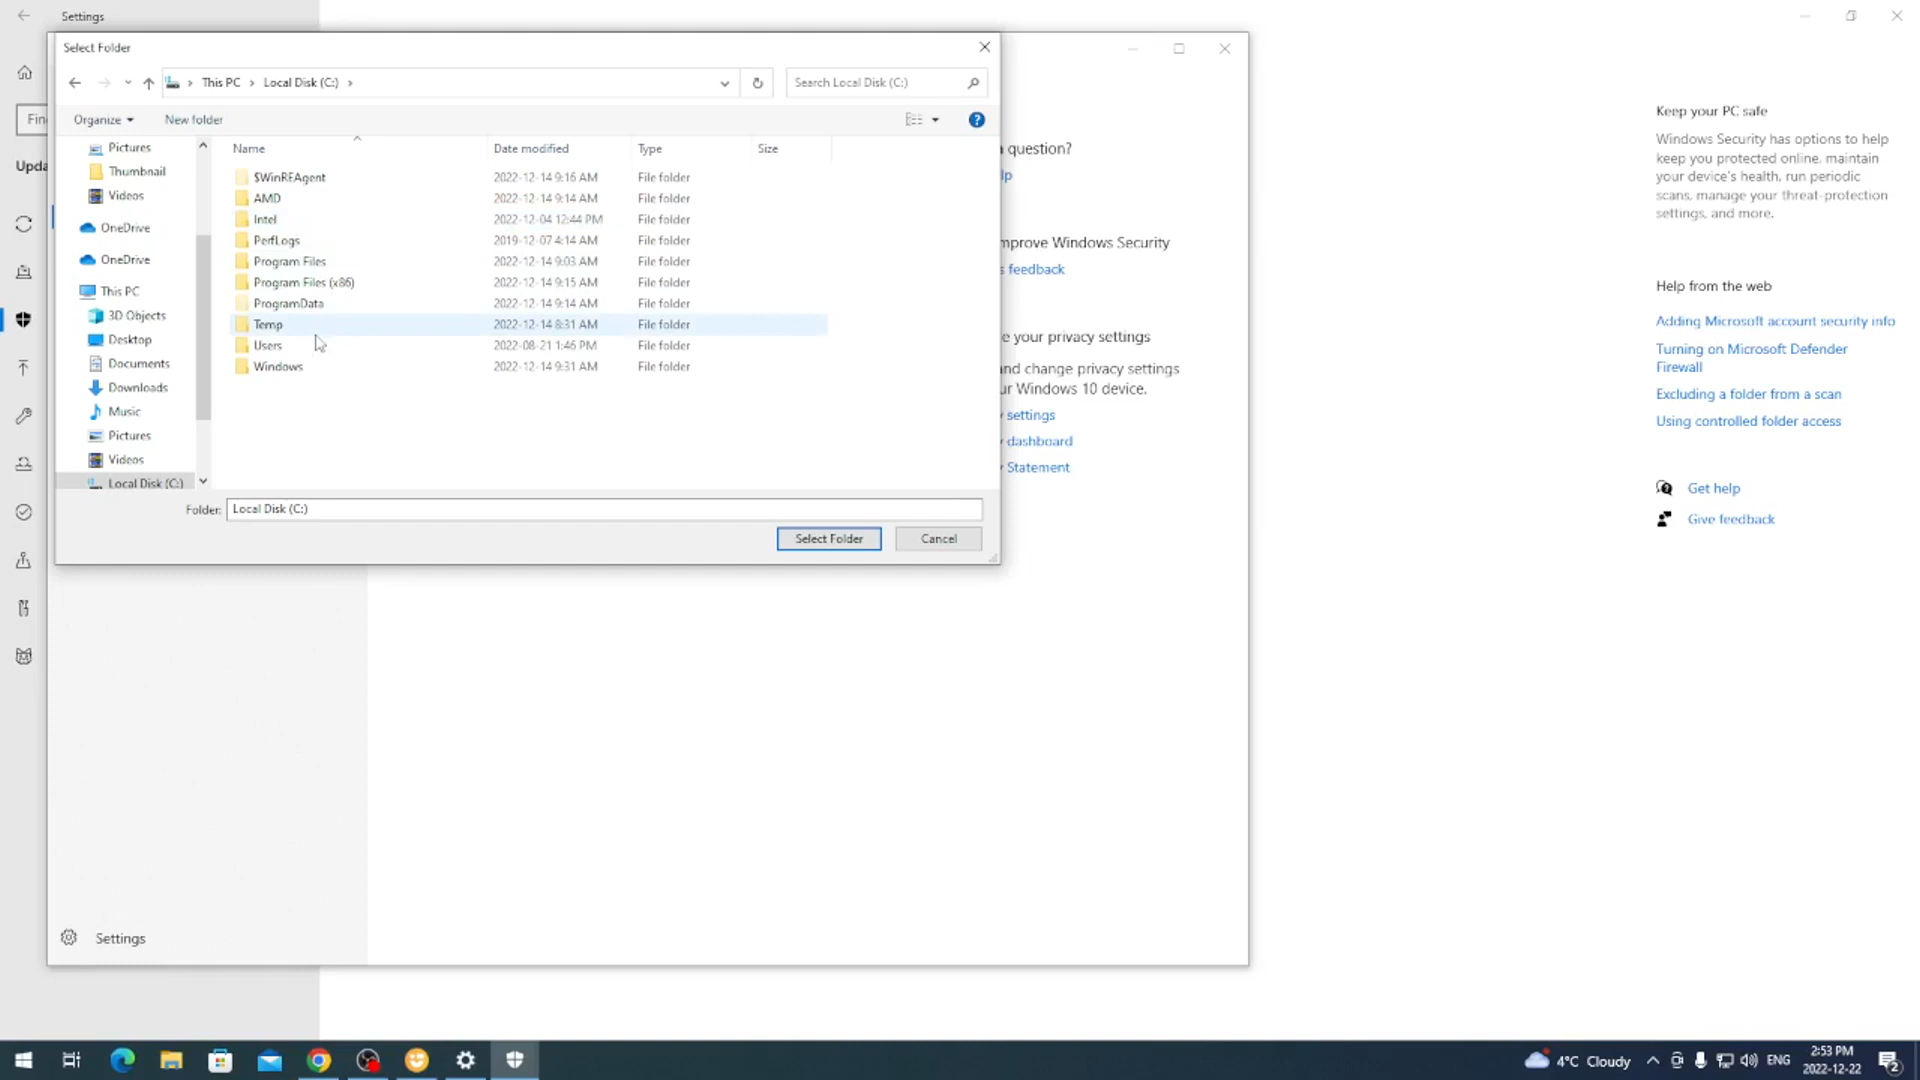 Settings
Select Folder
This PC
Local Disk (C:)
Search Local Disk (C:)
Organize
New folder
Name
Date modified
Type
Size
$WinREAgent 2022-12-14 9:16 AM File folder
AMD 2022-12-14 9:14 AM File folder
Intel 2022-12-04 12:44 PM File folder
PerfLogs 2019-12-07 4:14 AM File folder
Program Files 2022-12-14 9:03 AM File folder
Program Files (x86) 2022-12-14 9:15 AM File folder
ProgramData 2022-12-14 9:14 AM File folder
Temp 2022-12-14 8:31 AM File folder
Users 2022-08-21 1:46 PM File folder
Windows 2022-12-14 9:31 AM File folder
Pictures
Thumbnail
Videos
OneDrive
OneDrive
This PC
3D Objects
Desktop
Documents
Downloads
Music
Pictures
Videos
Local Disk (C:)
Folder: Local Disk (C:)
Select Folder
Cancel
Fin
Upda
a question?
lp
mprove Windows Security
s feedback
e your privacy settings
and change privacy settings
ur Windows 10 device.
y settings
y dashboard
y Statement
Settings
Keep your PC safe
Windows Security has options to help
keep you protected online, maintain
your device's health, run periodic
scans, manage your threat-protection
settings, and more.
Help from the web
Adding Microsoft account security info
Turning on Microsoft Defender
Firewall
Excluding a folder from a scan
Using controlled folder access
Get help
Give feedback
4°C Cloudy
ENG
2:53 PM
2022-12-22
2